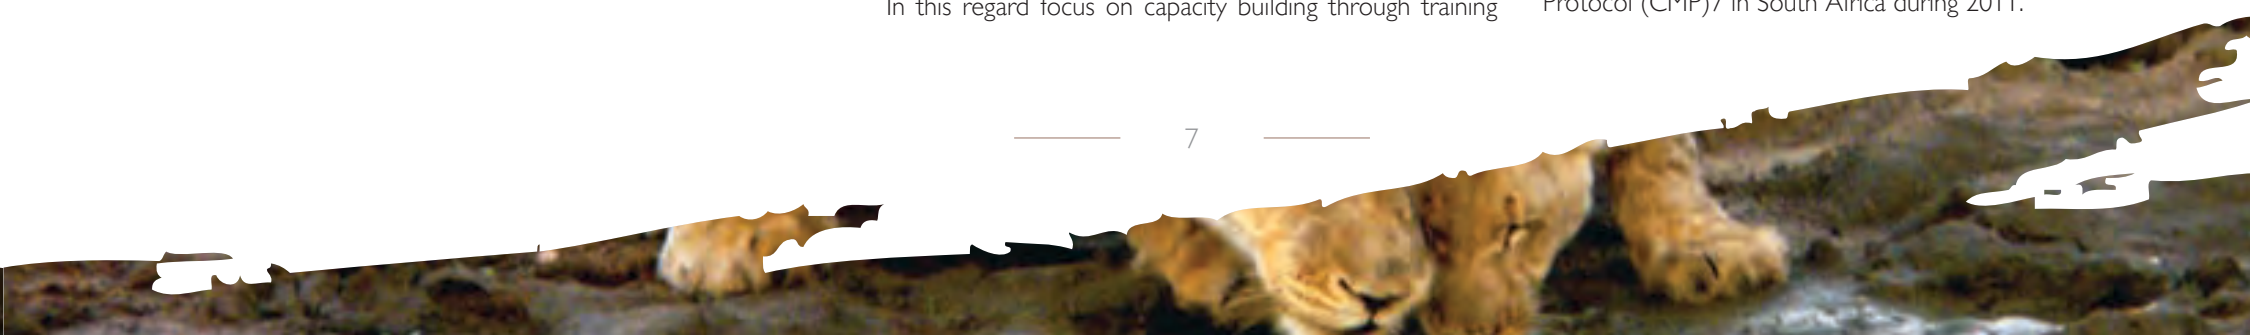 In this regard focus on capacity building through training
Protocol (CMP)7 in South Africa during 2011.
7